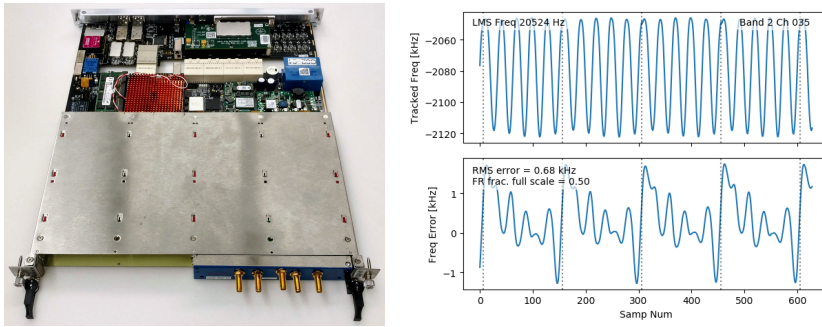 LMS Freq 20524 Hz
Band 2 Ch 035
Tracked Freq [kHz]
−2060
−2080
−2100
−2120
RMS error = 0.68 kHz
FR frac. full scale = 0.50
Freq Error [kHz]
1
0
−1
0
100
200
300
400
500
600
Samp Num